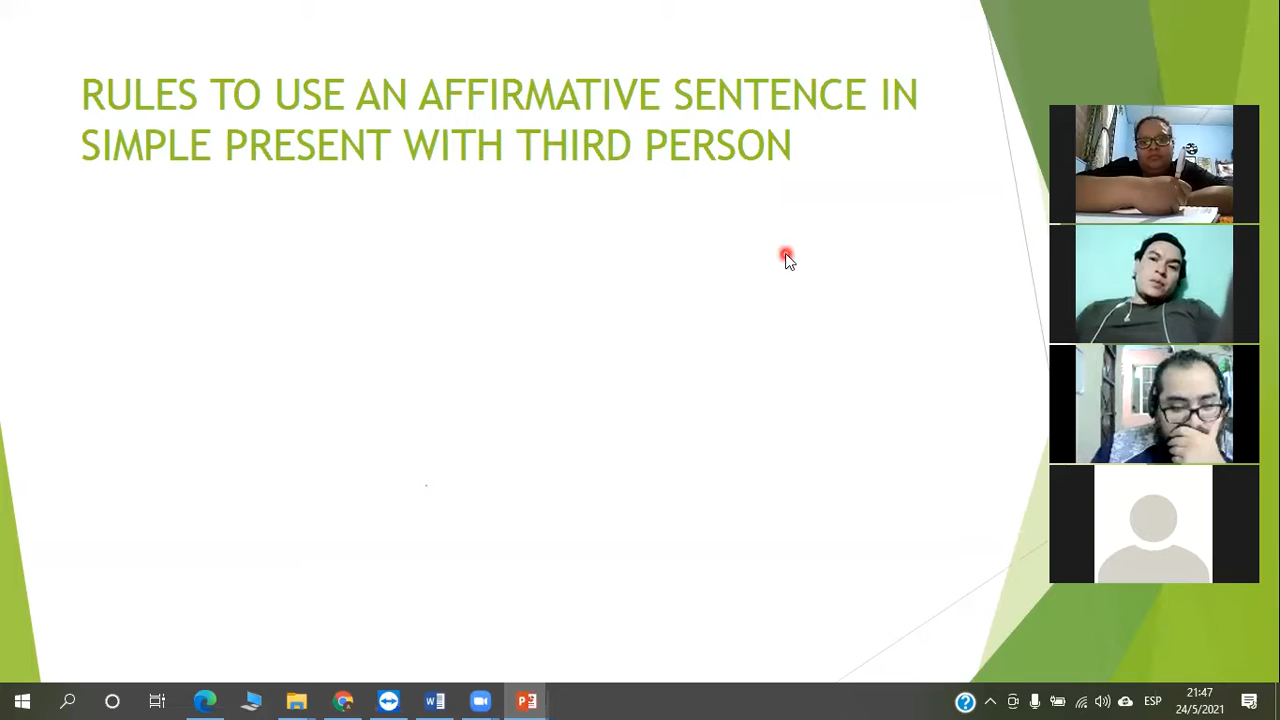 RULES TO USE AN AFFIRMATIVE SENTENCE IN
SIMPLE PRESENT WITH THIRD PERSON
ESP
21:47
24/5/2021